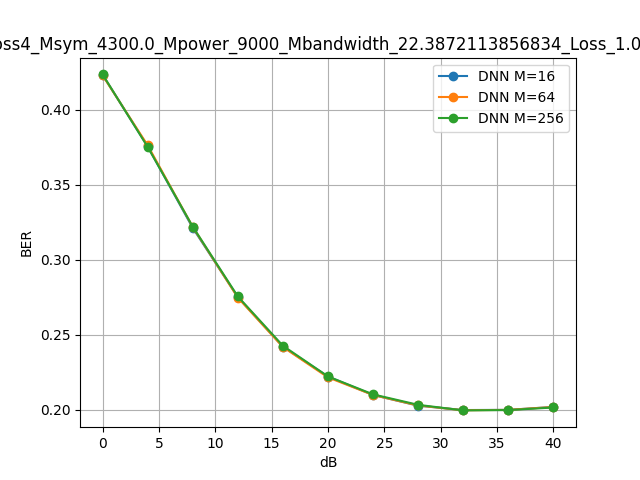 oss4_Msym_4300.0_Mpower_9000_Mbandwidth_22.3872113856834_Loss_1.0
DNN M=16
DNN M=64
DNN M=256
0.40
0.35
0.30
0.25
0.20
BER
0 5 10 15 20 25 30 35 40
dB